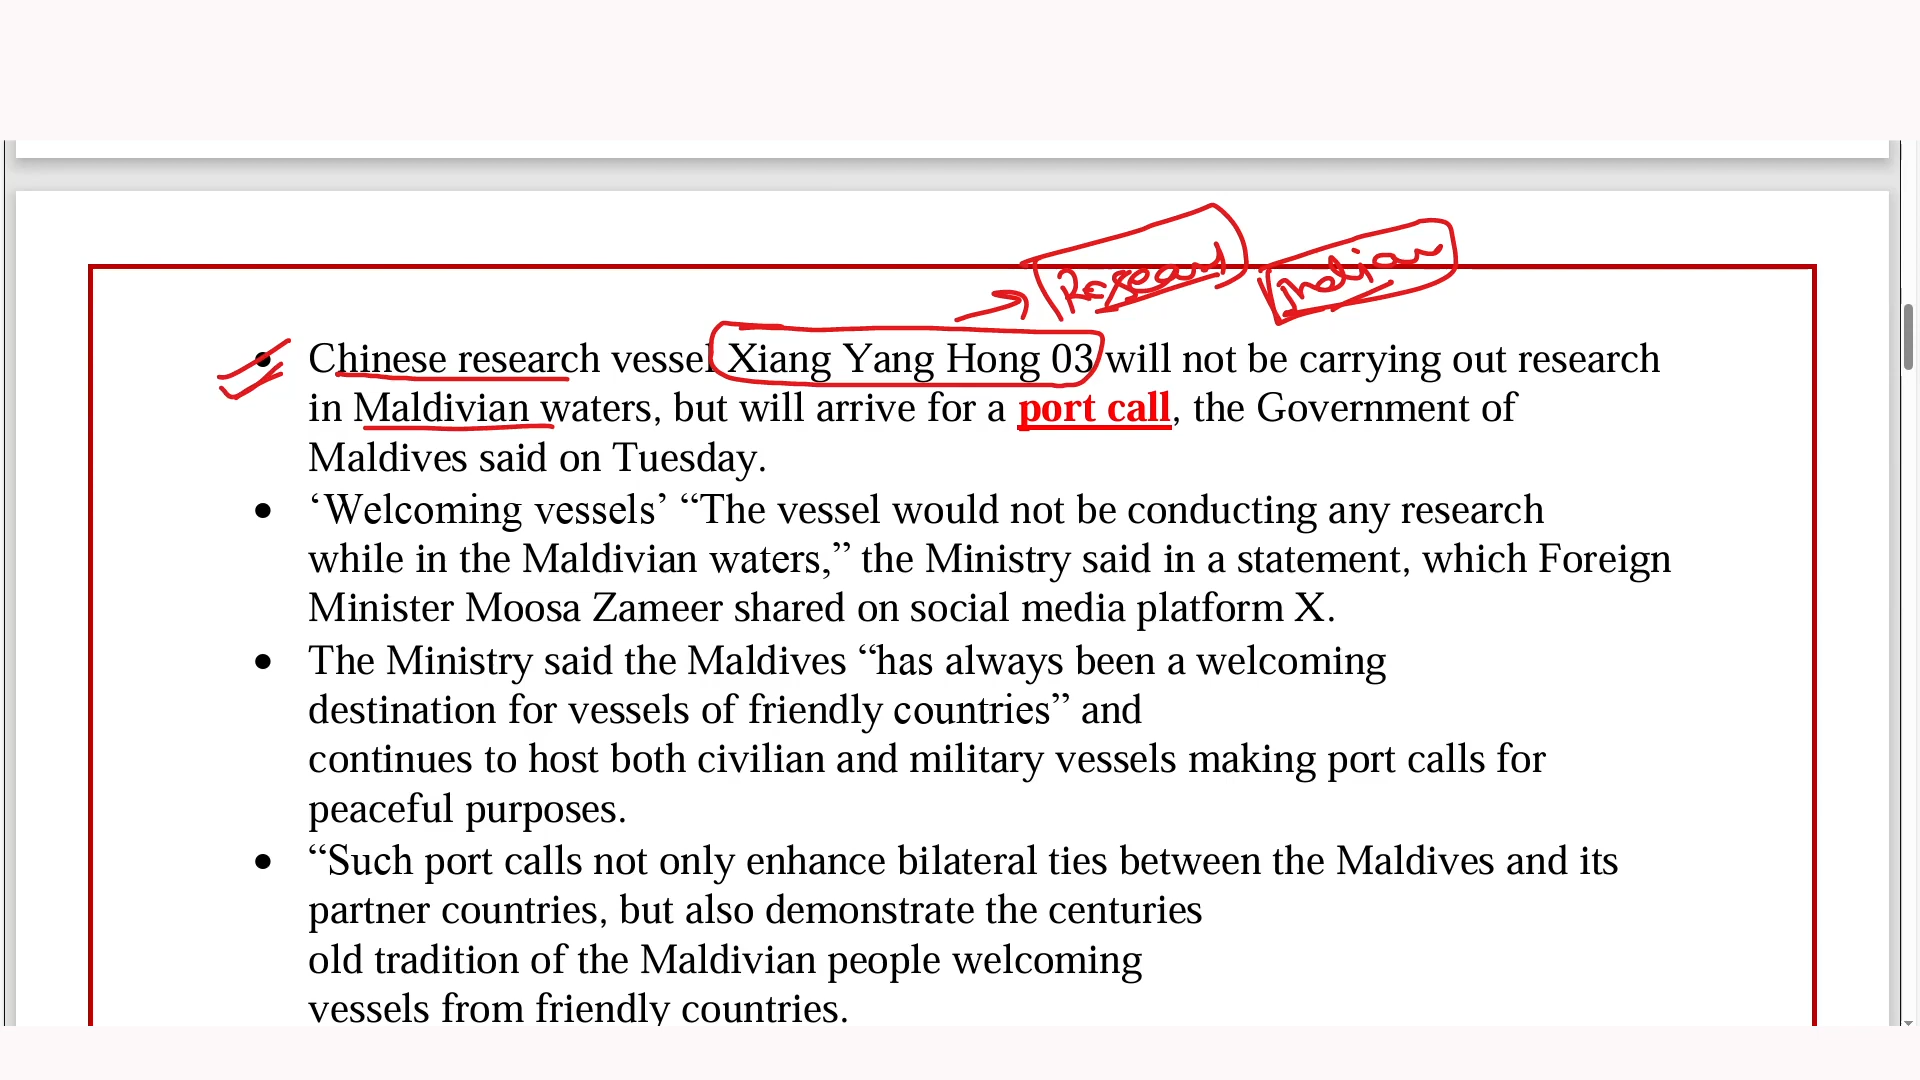 Research Indian
• Chinese research vessel Xiang Yang Hong 03 will not be carrying out research
in Maldivian waters, but will arrive for a port call, the Government of
Maldives said on Tuesday.
• ‘Welcoming vessels’ “The vessel would not be conducting any research
while in the Maldivian waters,” the Ministry said in a statement, which Foreign
Minister Moosa Zameer shared on social media platform X.
• The Ministry said the Maldives “has always been a welcoming
destination for vessels of friendly countries” and
continues to host both civilian and military vessels making port calls for
peaceful purposes.
• “Such port calls not only enhance bilateral ties between the Maldives and its
partner countries, but also demonstrate the centuries
old tradition of the Maldivian people welcoming
vessels from friendly countries.